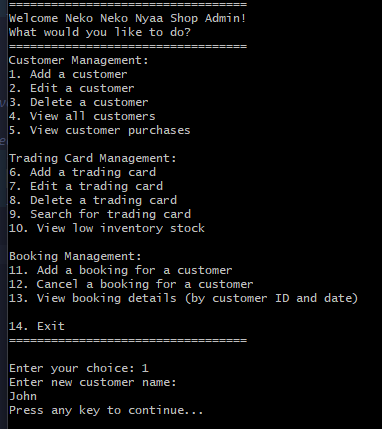 ==================================
Welcome Neko Neko Nyaa Shop Admin!
What would you like to do?
==================================
Customer Management:
1. Add a customer
2. Edit a customer
3. Delete a customer
4. View all customers
5. View customer purchases
Trading Card Management:
6. Add a trading card
7. Edit a trading card
8. Delete a trading card
9. Search for trading card
10. View low inventory stock
Booking Management:
11. Add a booking for a customer
12. Cancel a booking for a customer
13. View booking details (by customer ID and date)
14. Exit
==================================
Enter your choice: 1
Enter new customer name:
John
Press any key to continue...